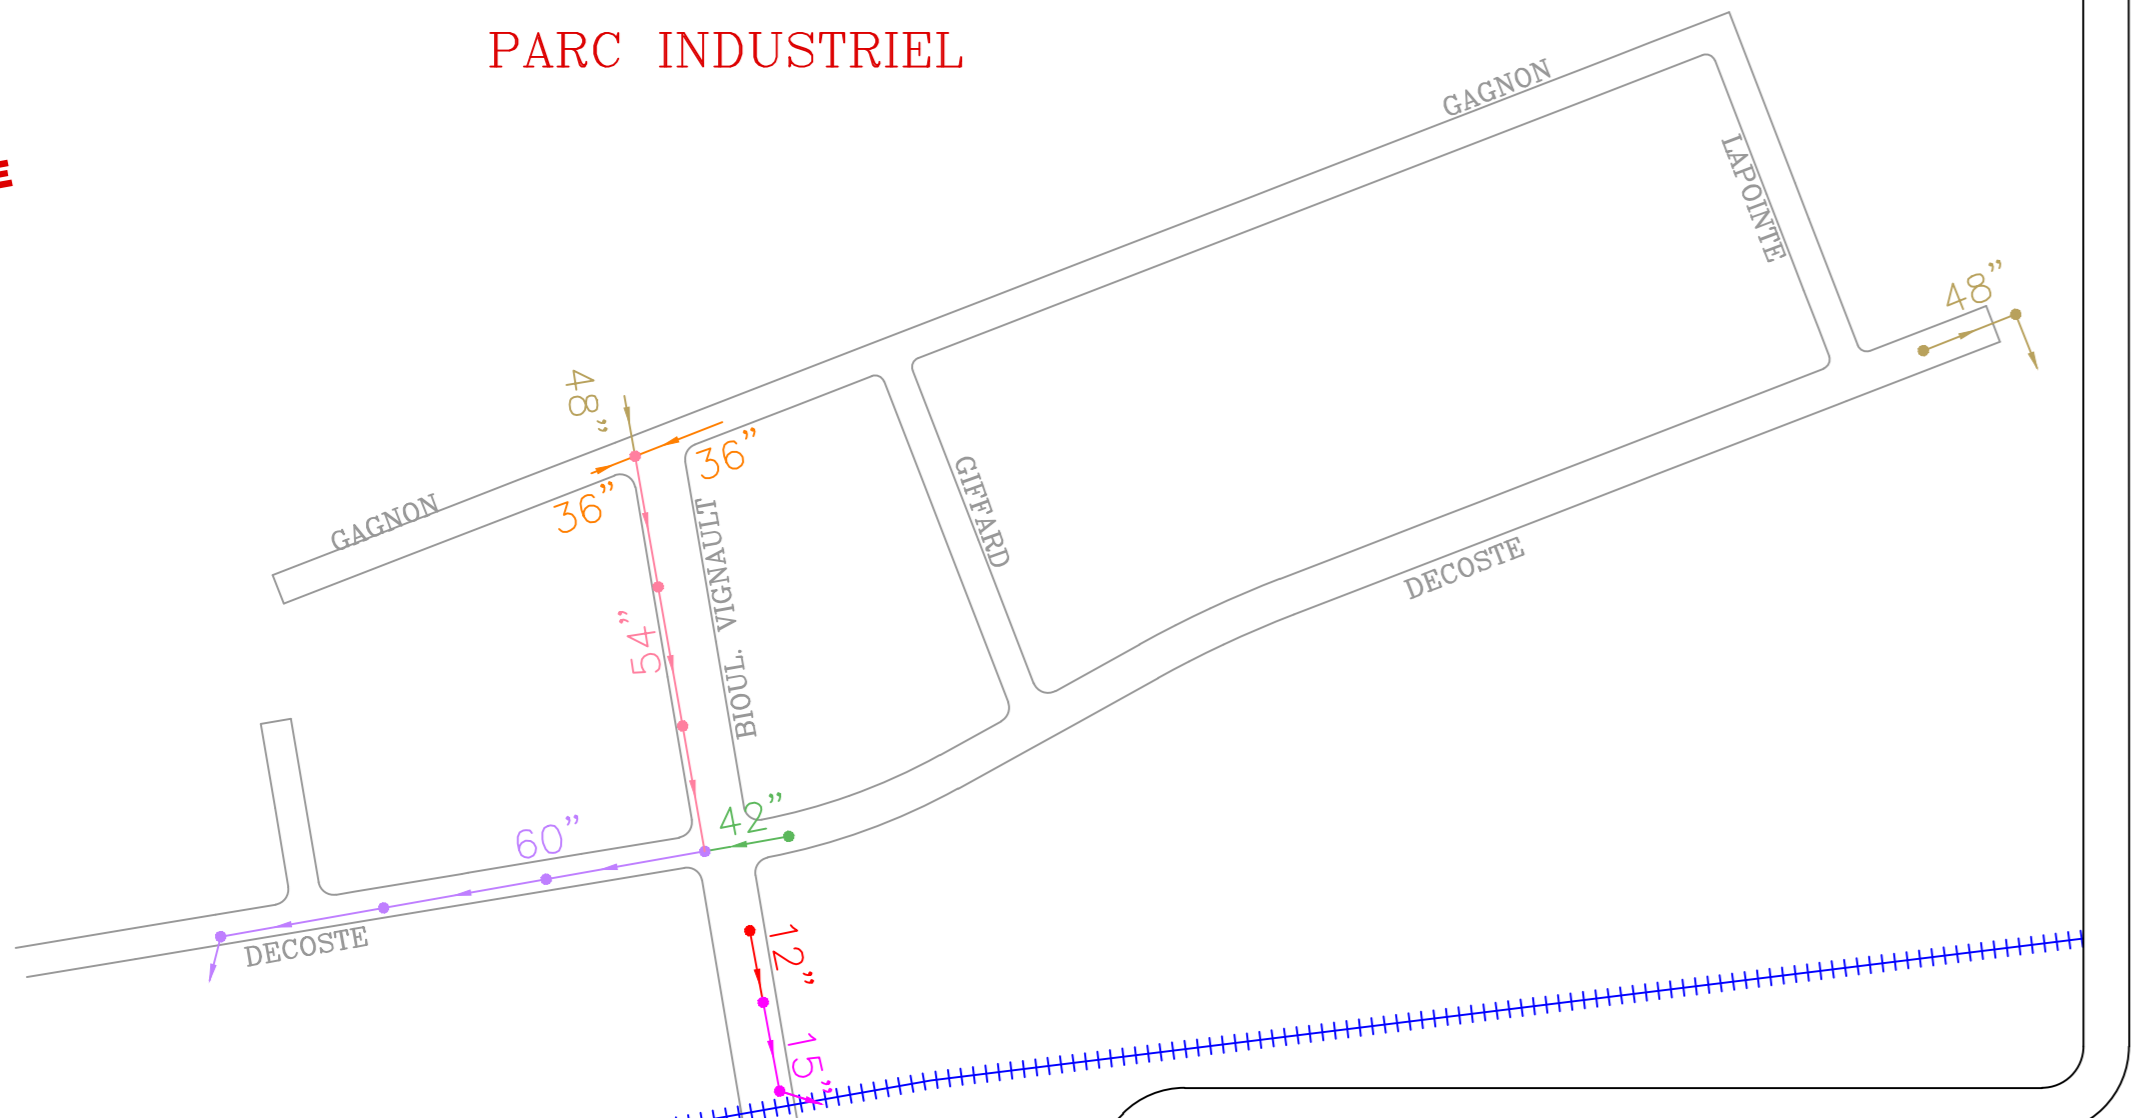 PARC INDUSTRIEL
GAGNON
LAPOINTE
48”
48”
36”
36”
GAGNON
BIOUL. VIGNAULT
GIFFARD
DECOSTE
54”
42”
60”
DECOSTE
12”
15”